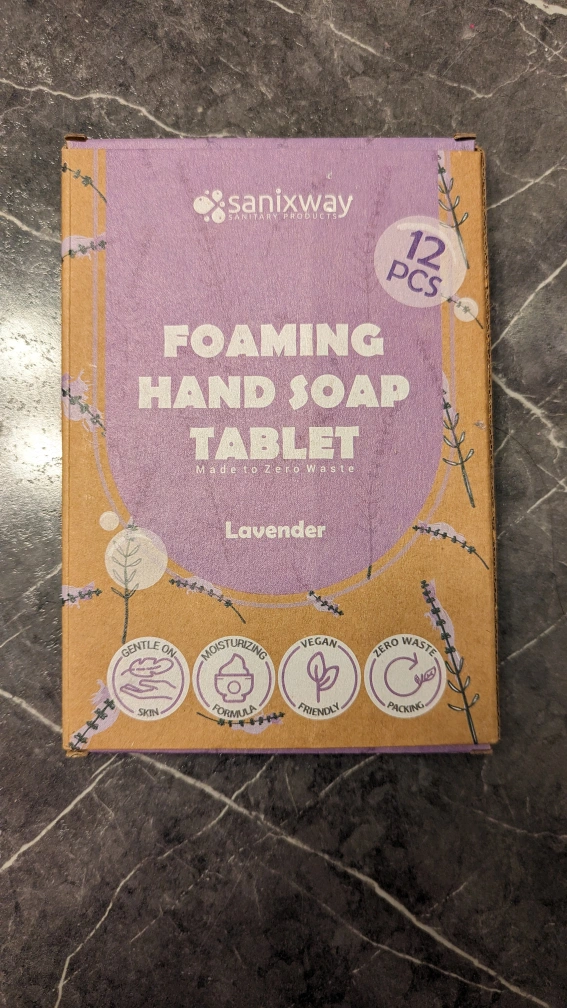 sanixway
SANITARY PRODUCTS
12
PCS
FOAMING
HAND SOAP
TABLET
Made to Zero Waste
Lavender
GENTLE ON
SKIN
MOISTURIZING
FORMULA
VEGAN
FRIENDLY
ZERO WASTE
PACKING